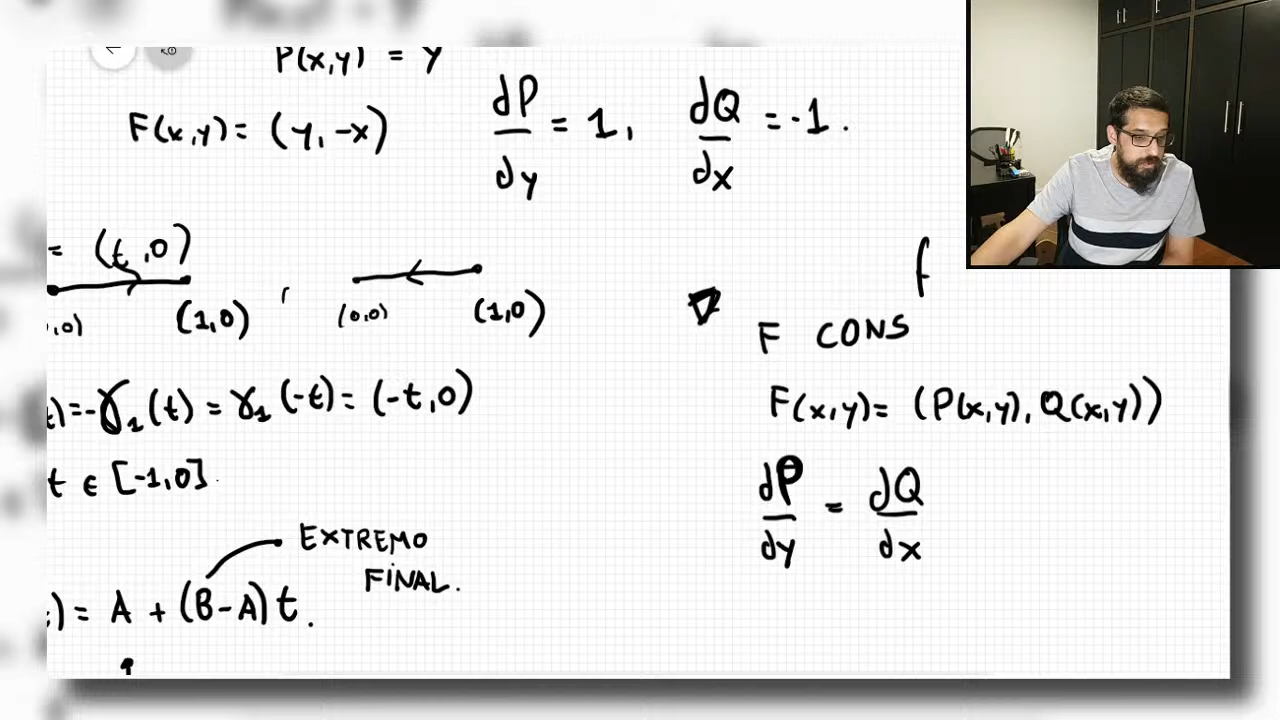 P(x,y) = y
F(x,y) = (y, -x)
dP/dy = 1, dQ/dx = -1.
= (t,0)
,0)
(1,0)
(0,0)
(1,0)
f
F CONS
t)=-γ₁(t) = γ₁(-t) = (-t,0)
F(x,y) = (P(x,y), Q(x,y))
t ∈ [-1,0].
dP/dy = dQ/dx
EXTREMO
FINAL.
) = A + (B-A)t.